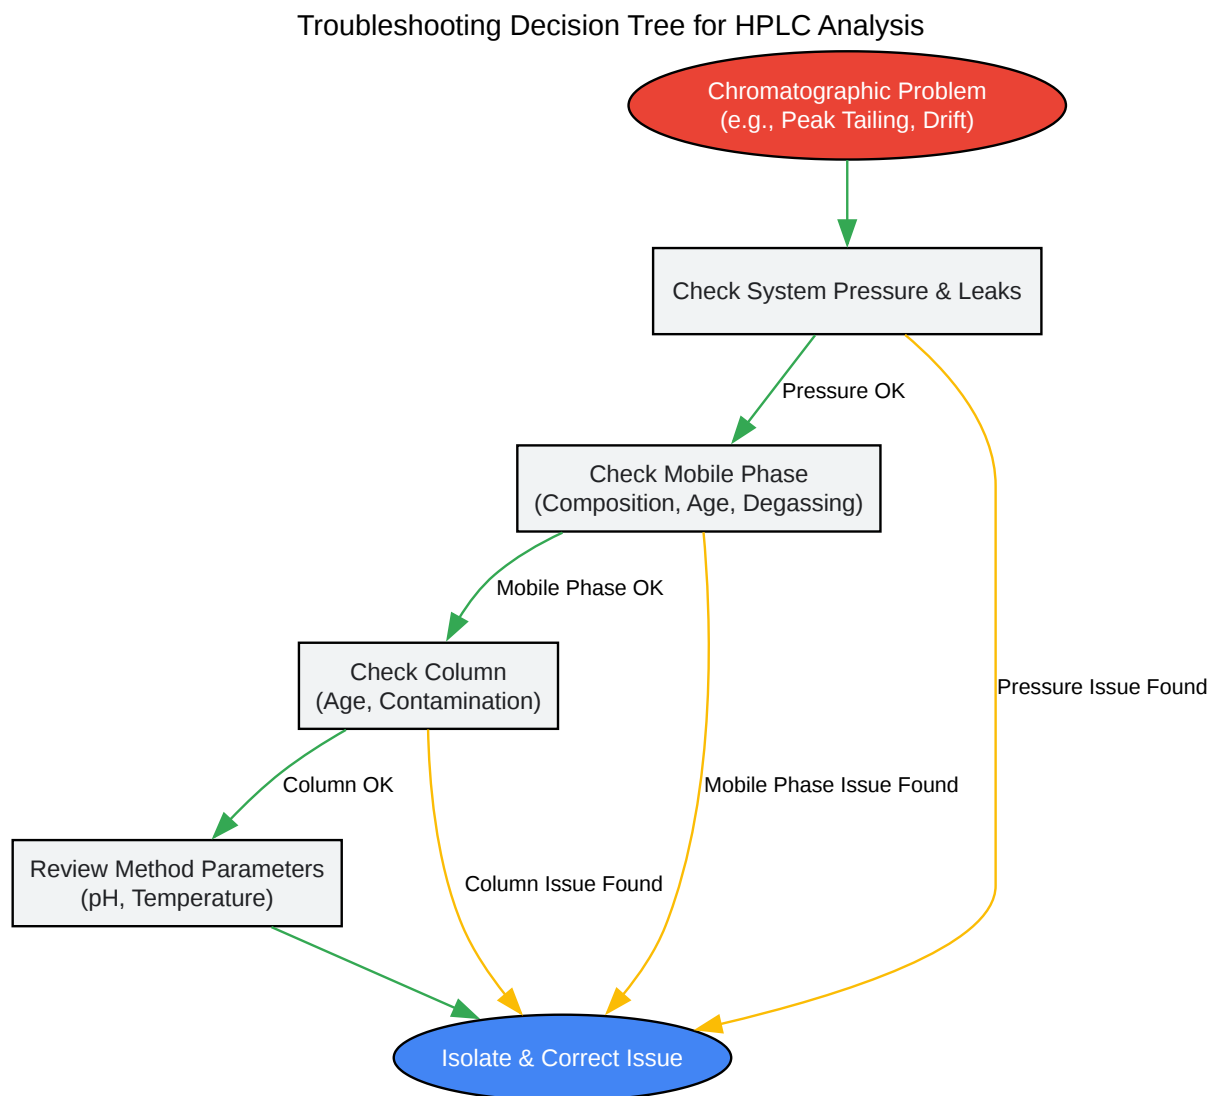 Troubleshooting Decision Tree for HPLC Analysis
Chromatographic Problem
(e.g., Peak Tailing, Drift)
Check System Pressure & Leaks
Pressure OK
Check Mobile Phase
(Composition, Age, Degassing)
Mobile Phase OK
Check Column
(Age, Contamination)
Pressure Issue Found
Column OK
Mobile Phase Issue Found
Review Method Parameters
(pH, Temperature)
Column Issue Found
Isolate & Correct Issue